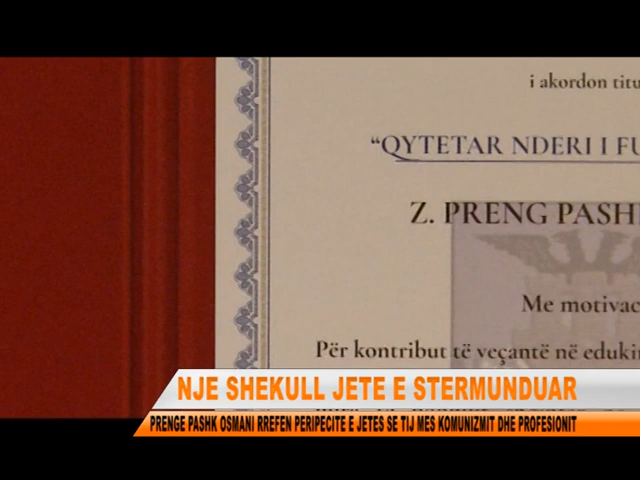 i akordon titu
“QYTETAR NDERI I FU
Z. PRENG PASH
Me motivac
Për kontribut të veçantë në eduki
NJE SHEKULL JETE E STERMUNDUAR
PRENGE PASHK OSMANI RREFEN PERIPECITE E JETES SE TIJ MES KOMUNIZMIT DHE PROFESIONIT